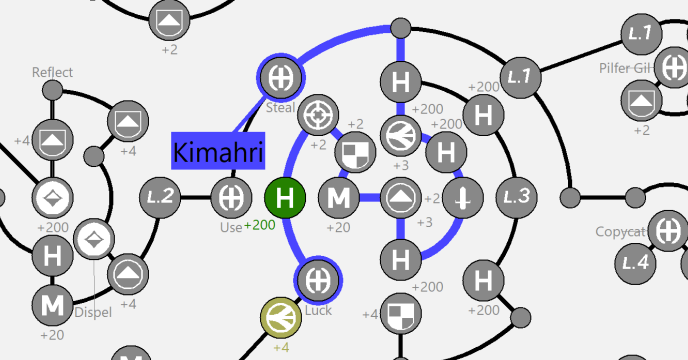 +2
L.1
Reflect
L.1
Pilfer Gil
H
+200
+2
Steal
H
+200
+4
+4
+2
+2
+200
+3
H
Kimahri
L.2
Use
+200
H
M
+20
+2
+3
L.3
+200
H
Copycat
L.4
H
+200
H
+200
M
+20
Dispel
+4
Luck
+4
+4
M